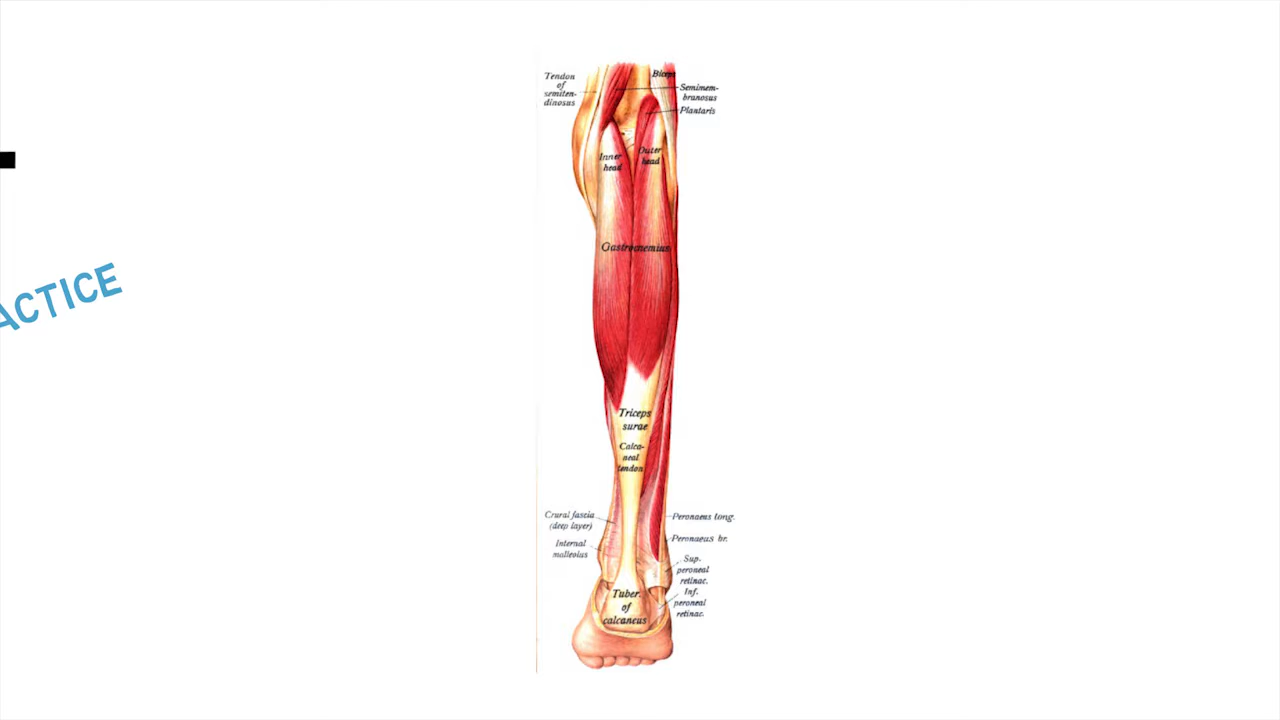 ACTICE
Tendon
of
semiten-
dinosus
Biceps
Semimem-
branosus
Plantaris
Inner
head
Outer
head
Gastrocnemius
Triceps
surae
Calca-
neal
tendon
Crural fascia
(deep layer)
Internal
malleolus
Peronaeus long.
Peronaeus br.
Sup.
peroneal
retinac.
Inf.
peroneal
retinac.
Tuber.
of
calcaneus